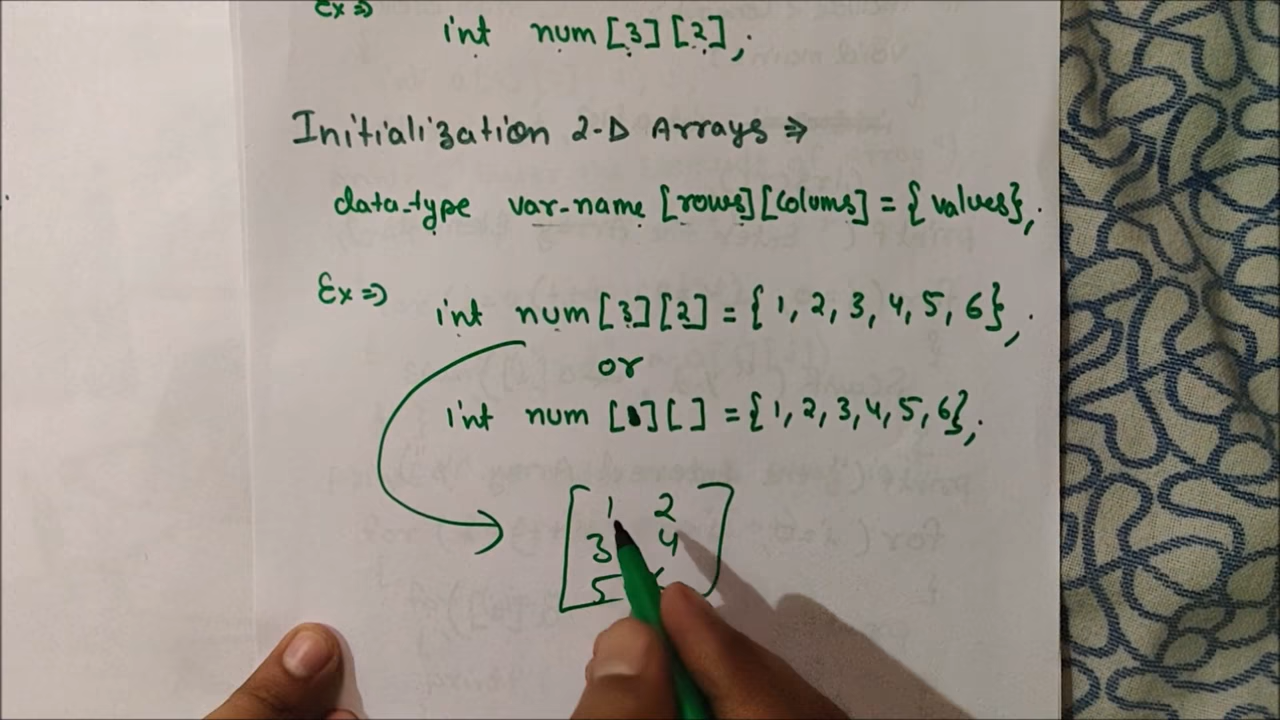 Ex ⇒
int num [3][2];
Initialization 2-D Arrays ⇒
data-type var-name [rows][Colums] = { values};
Ex ⇒
int num [3][2] = { 1, 2, 3, 4, 5, 6};
or
int num [][ ] = { 1, 2, 3, 4, 5, 6};
1 2
3 4
5